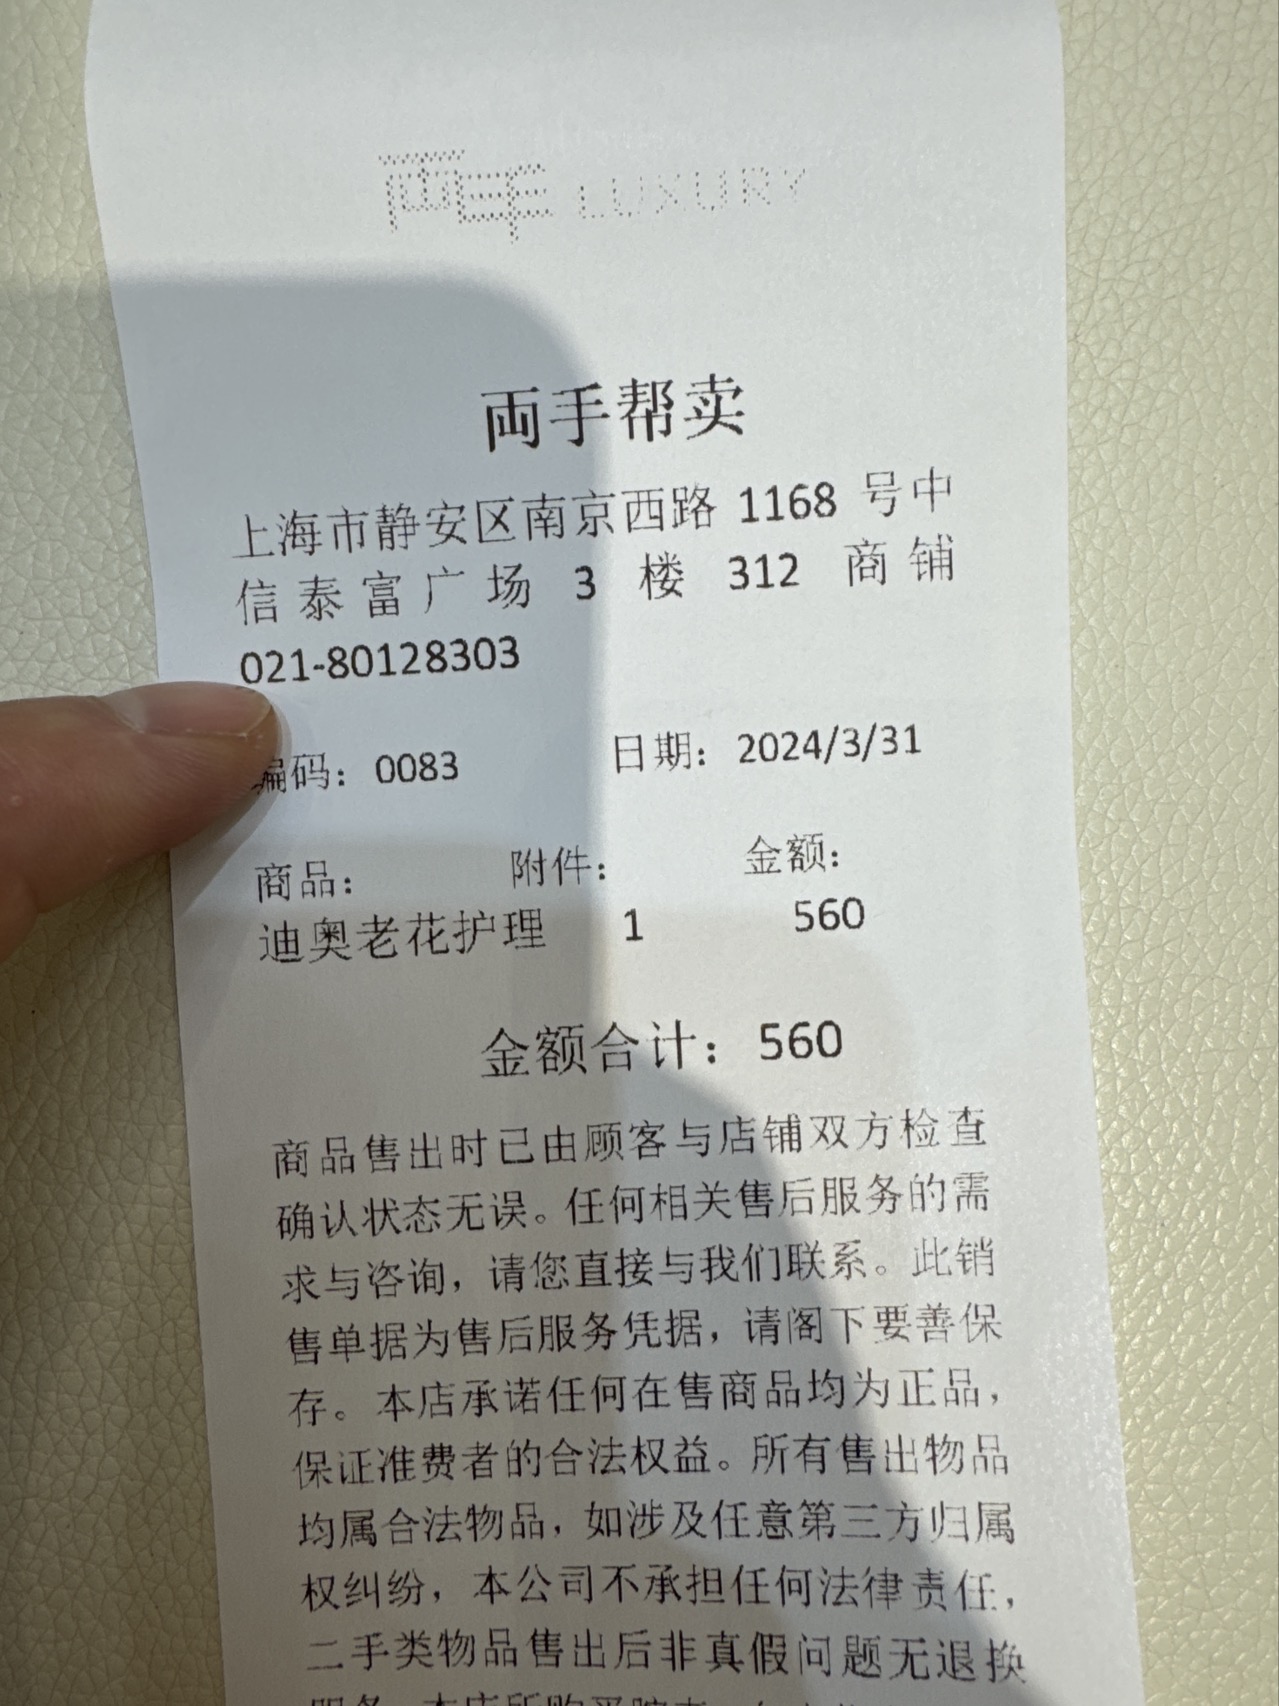 両手 LUXURY
両手帮卖
上海市静安区南京西路 1168 号中
信泰富广场 3 楼 312 商铺
021-80128303
编码：0083 日期：2024/3/31
商品： 附件： 金额：
迪奥老花护理 1 560
金额合计：560
商品售出时已由顾客与店铺双方检查
确认状态无误。任何相关售后服务的需
求与咨询，请您直接与我们联系。此销
售单据为售后服务凭据，请阁下要善保
存。本店承诺任何在售商品均为正品，
保证准费者的合法权益。所有售出物品
均属合法物品，如涉及任意第三方归属
权纠纷，本公司不承担任何法律责任，
二手类物品售出后非真假问题无退换